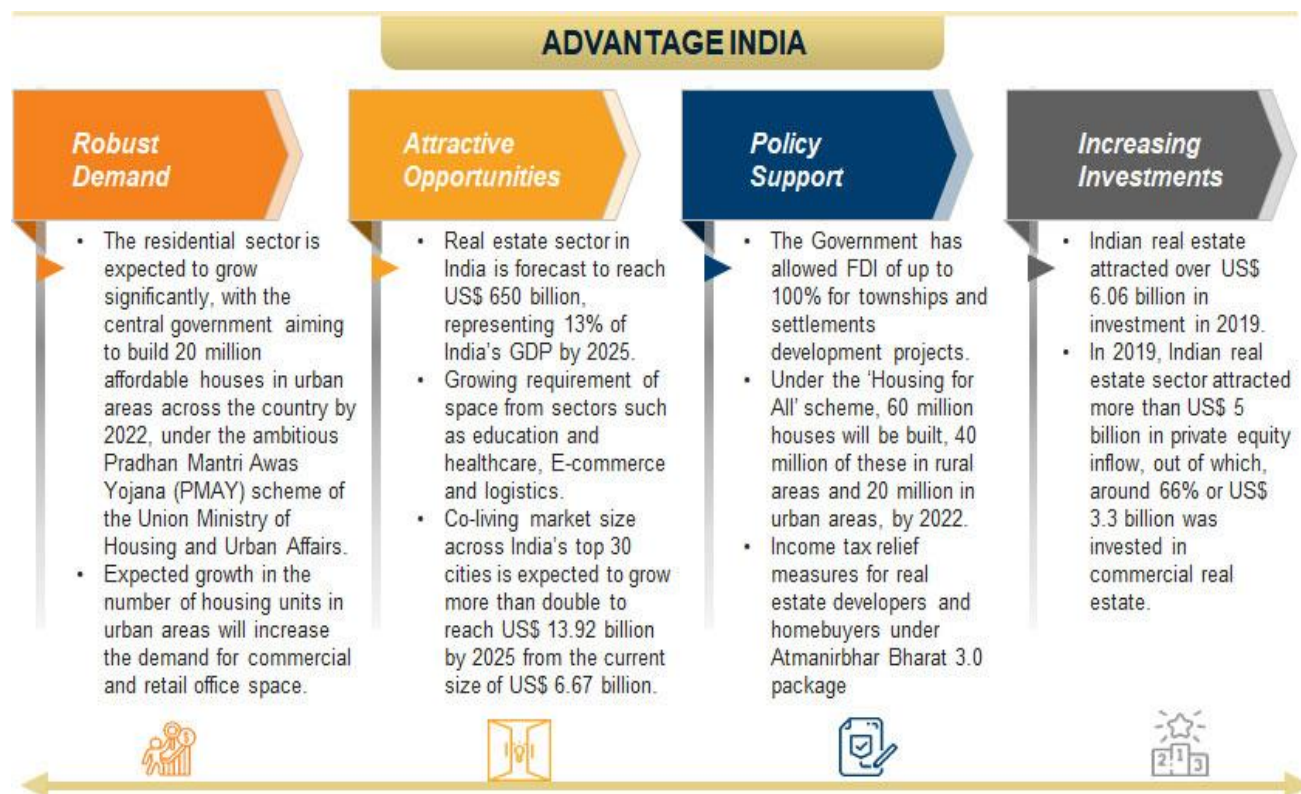 ADVANTAGE INDIA
Robust
Demand
• The residential sector is
expected to grow
significantly, with the
central government aiming
to build 20 million
affordable houses in urban
areas across the country by
2022, under the ambitious
Pradhan Mantri Awas
Yojana (PMAY) scheme of
the Union Ministry of
Housing and Urban Affairs.
• Expected growth in the
number of housing units in
urban areas will increase
the demand for commercial
and retail office space.
Attractive
Opportunities
• Real estate sector in
India is forecast to reach
US$ 650 billion,
representing 13% of
India's GDP by 2025.
• Growing requirement of
space from sectors such
as education and
healthcare, E-commerce
and logistics.
• Co-living market size
across India's top 30
cities is expected to grow
more than double to
reach US$ 13.92 billion
by 2025 from the current
size of US$ 6.67 billion.
Policy
Support
• The Government has
allowed FDI of up to
100% for townships and
settlements
development projects.
• Under the 'Housing for
All' scheme, 60 million
houses will be built, 40
million of these in rural
areas and 20 million in
urban areas, by 2022.
• Income tax relief
measures for real
estate developers and
homebuyers under
Atmanirbhar Bharat 3.0
package
Increasing
Investments
• Indian real estate
attracted over US$
6.06 billion in
investment in 2019.
• In 2019, Indian real
estate sector attracted
more than US$ 5
billion in private equity
inflow, out of which,
around 66% or US$
3.3 billion was
invested in
commercial real
estate.
$
2 1 3